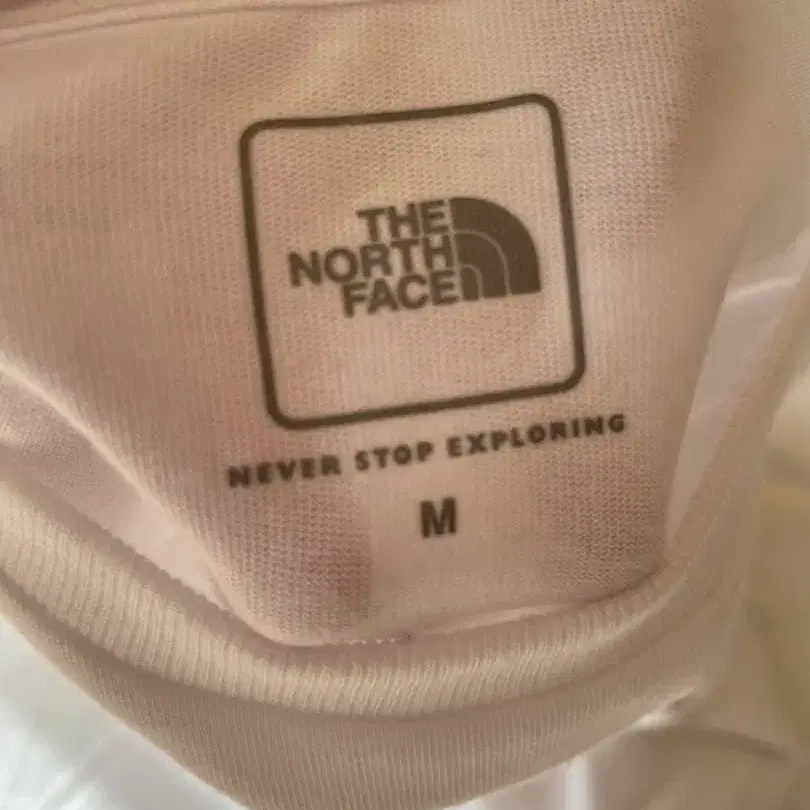 THE
NORTH
FACE
NEVER STOP EXPLORING
M